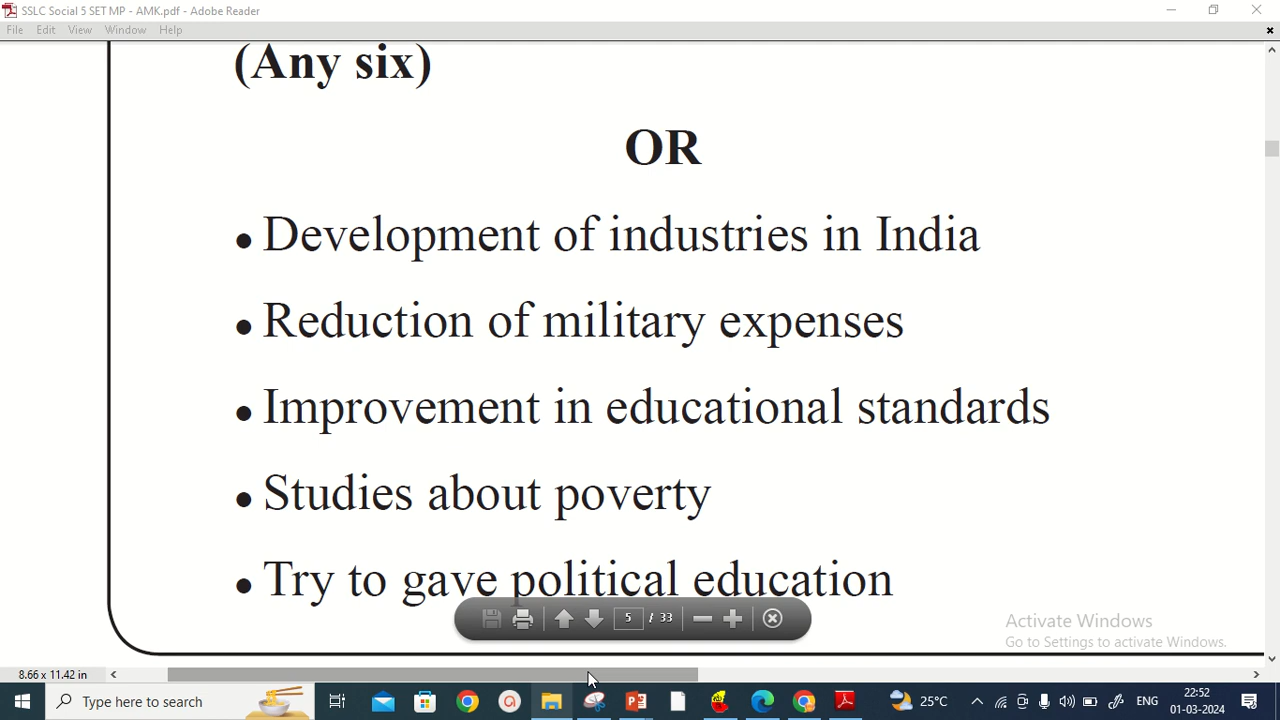 SSLC Social 5 SET MP - AMK.pdf - Adobe Reader
File Edit View Window Help
(Any six)
OR
• Development of industries in India
• Reduction of military expenses
• Improvement in educational standards
• Studies about poverty
• Try to gave political education
5 / 33
Activate Windows
Go to Settings to activate Windows.
8.66 x 11.42 in
Type here to search
25°C
ENG
22:52
01-03-2024